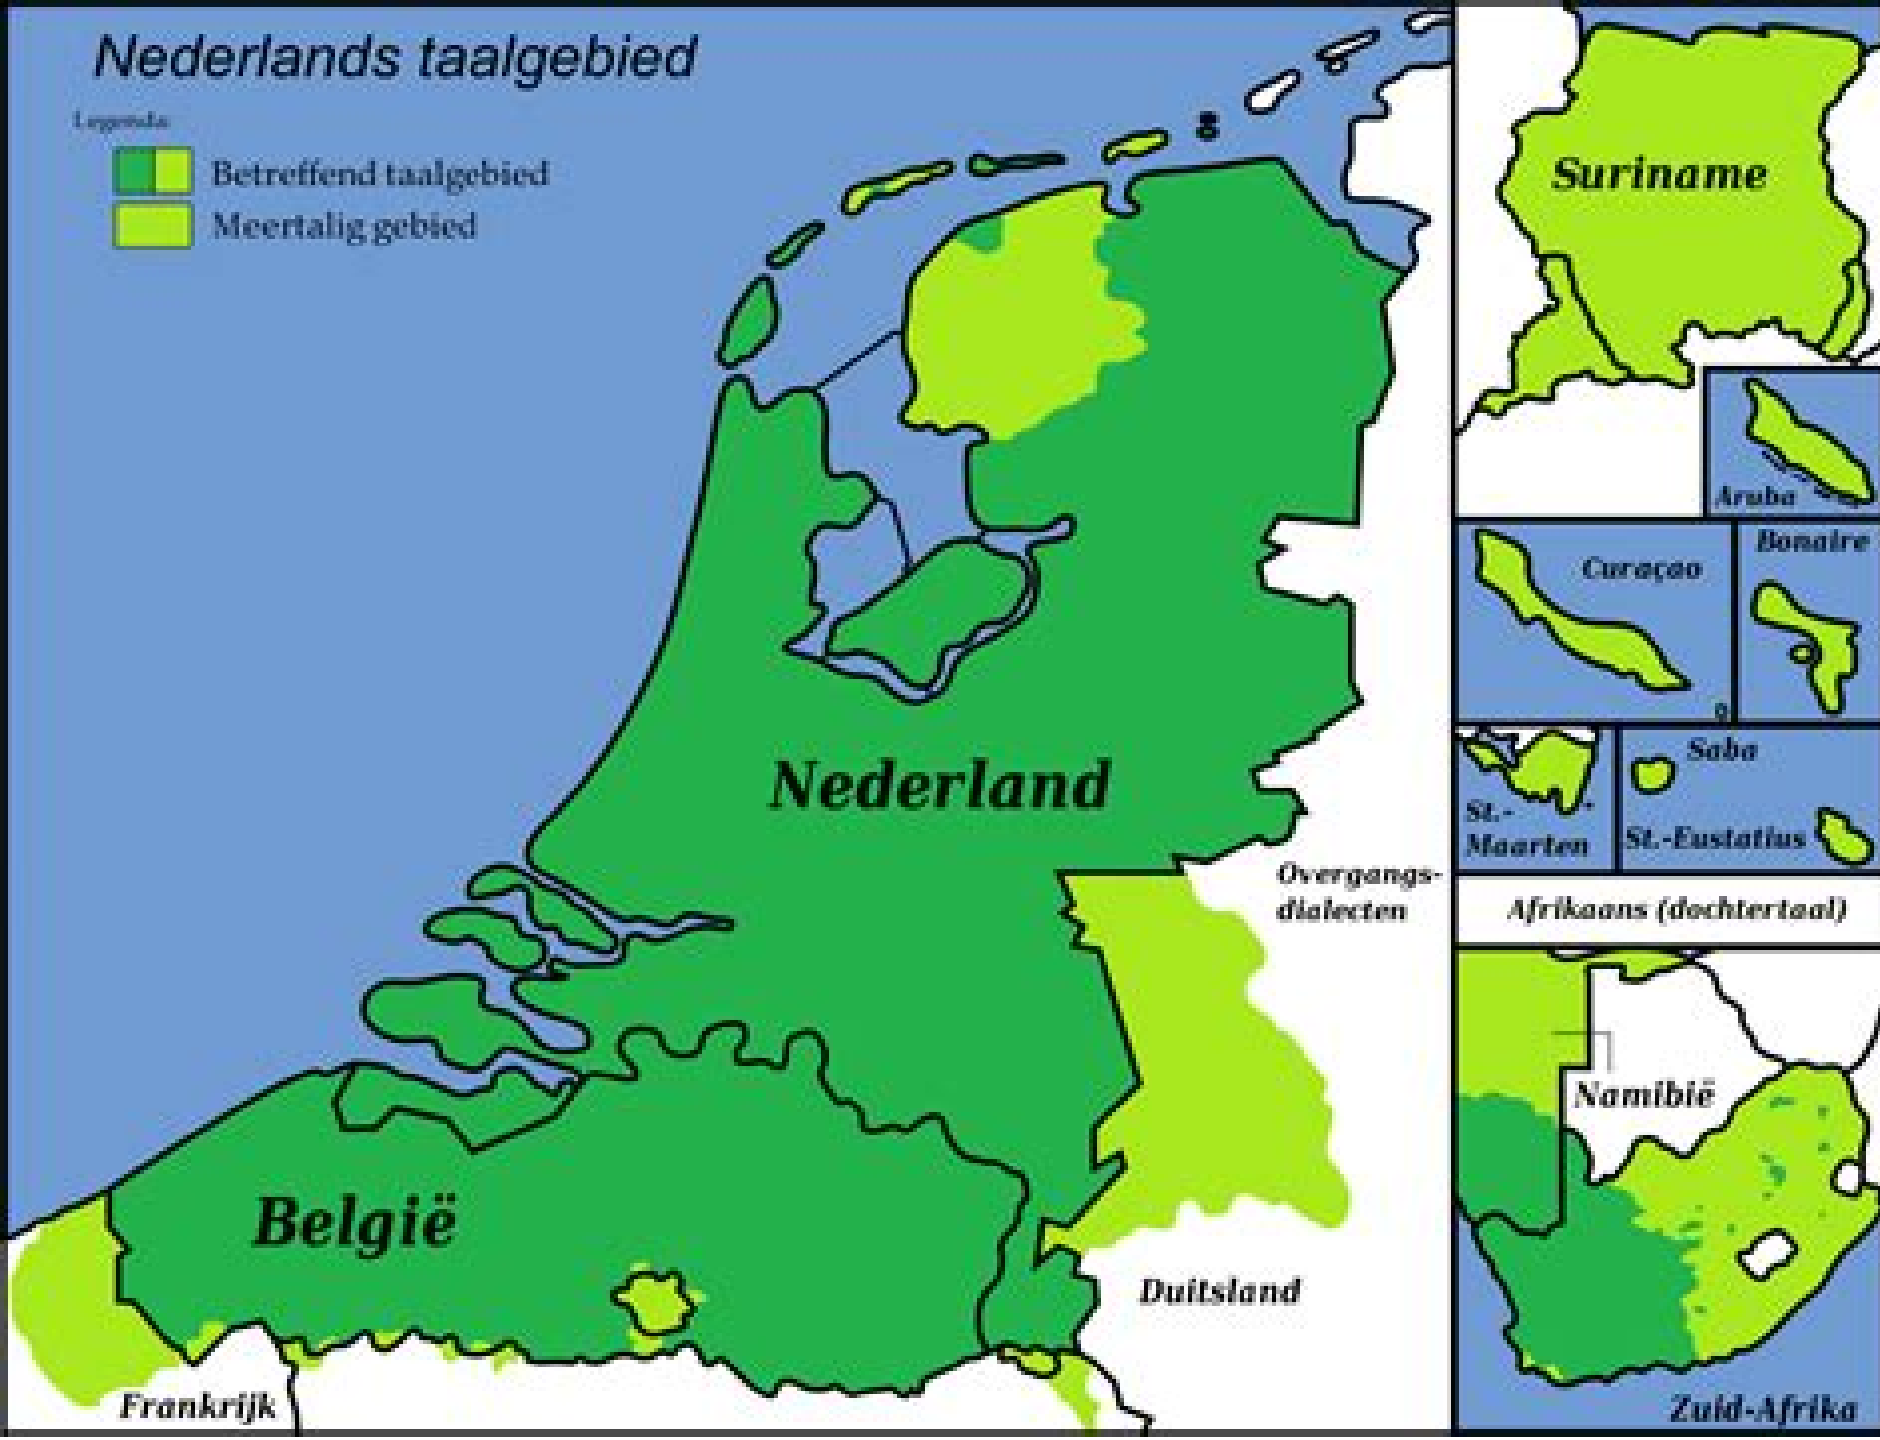 Nederlands taalgebied
Legenda:
Betreffend taalgebied
Meertalig gebied
Nederland
België
Frankrijk
Duitsland
Overgangs-
dialecten
Suriname
Aruba
Curaçao
Bonaire
St.-
Maarten
Saba
St.-Eustatius
Afrikaans (dochtertaal)
Namibië
Zuid-Afrika